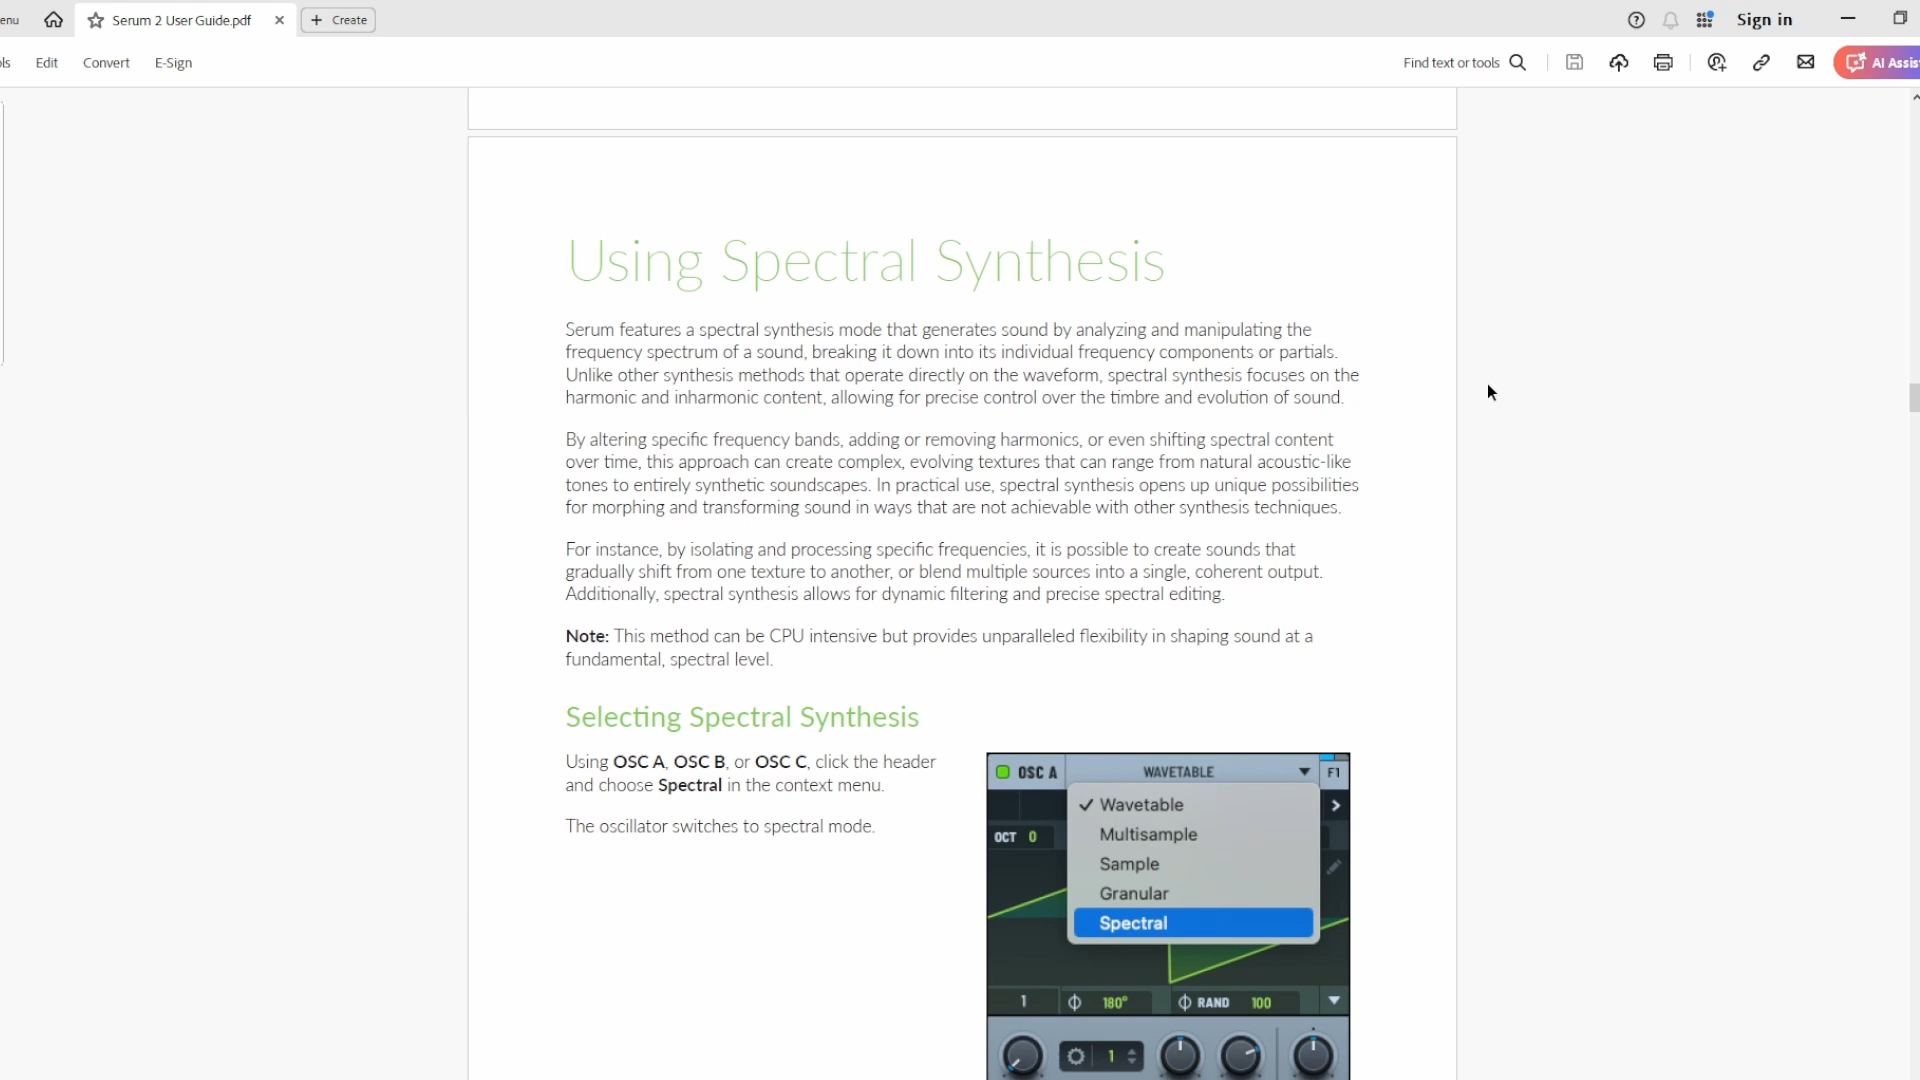 enu
Serum 2 User Guide.pdf
Create
Sign in
ols
Edit
Convert
E-Sign
Find text or tools
AI Assis
Using Spectral Synthesis
Serum features a spectral synthesis mode that generates sound by analyzing and manipulating the
frequency spectrum of a sound, breaking it down into its individual frequency components or partials.
Unlike other synthesis methods that operate directly on the waveform, spectral synthesis focuses on the
harmonic and inharmonic content, allowing for precise control over the timbre and evolution of sound.
By altering specific frequency bands, adding or removing harmonics, or even shifting spectral content
over time, this approach can create complex, evolving textures that can range from natural acoustic-like
tones to entirely synthetic soundscapes. In practical use, spectral synthesis opens up unique possibilities
for morphing and transforming sound in ways that are not achievable with other synthesis techniques.
For instance, by isolating and processing specific frequencies, it is possible to create sounds that
gradually shift from one texture to another, or blend multiple sources into a single, coherent output.
Additionally, spectral synthesis allows for dynamic filtering and precise spectral editing.
Note: This method can be CPU intensive but provides unparalleled flexibility in shaping sound at a
fundamental, spectral level.
Selecting Spectral Synthesis
Using OSC A, OSC B, or OSC C, click the header
and choose Spectral in the context menu.
The oscillator switches to spectral mode.
OSC A WAVETABLE F1
Wavetable
Multisample
OCT 0
Sample
Granular
Spectral
1 180° RAND 100
1